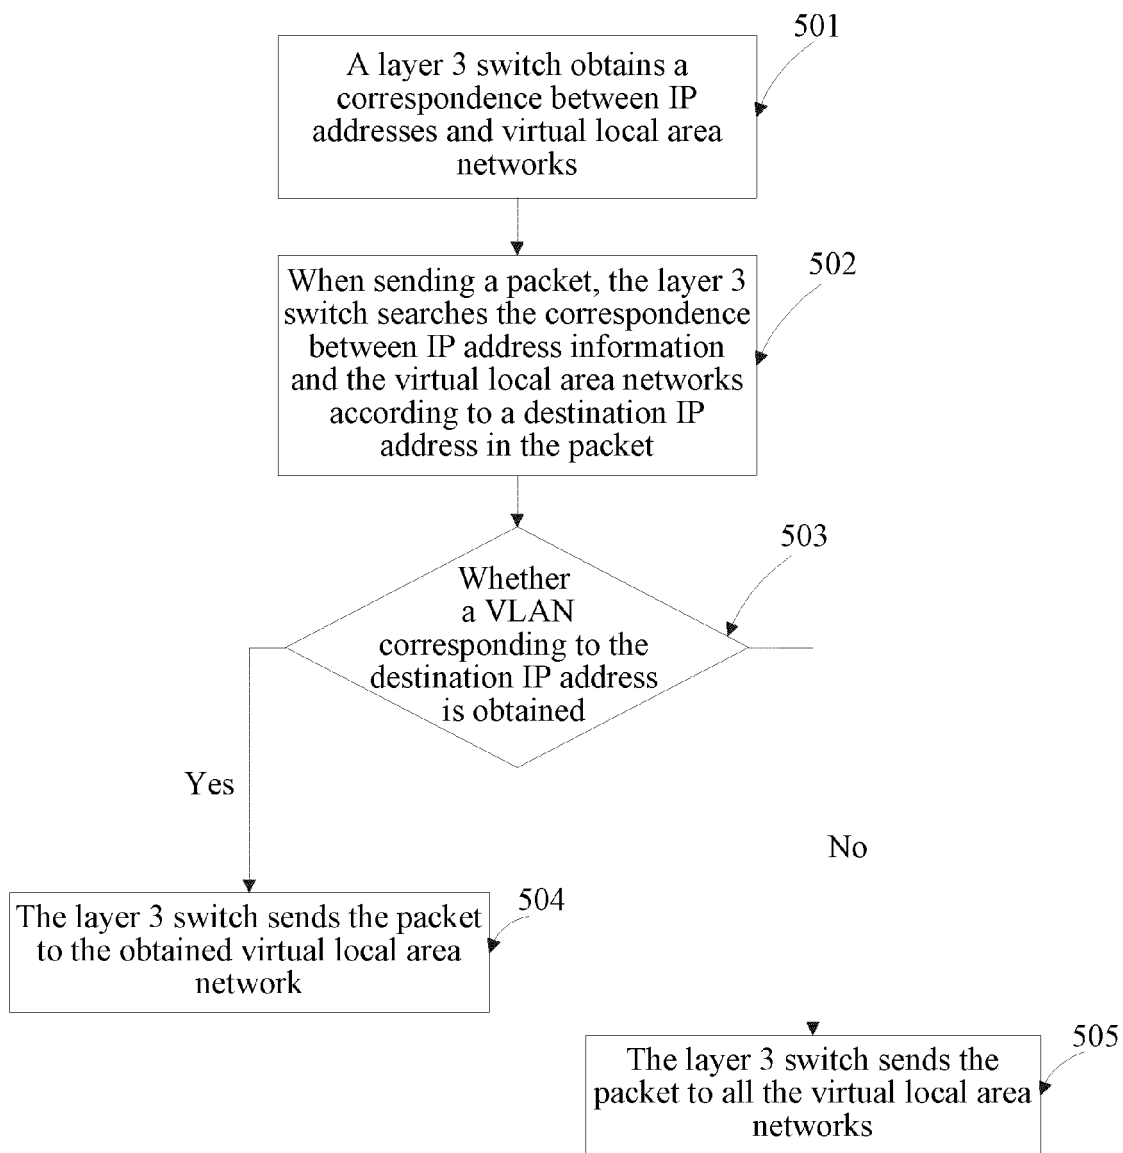 501
A layer 3 switch obtains a
correspondence between IP
addresses and virtual local area
networks
502
When sending a packet, the layer 3
switch searches the correspondence
between IP address information
and the virtual local area networks
according to a destination IP
address in the packet
503
Whether
a VLAN
corresponding to the
destination IP address
is obtained
Yes
No
504
The layer 3 switch sends the packet
to the obtained virtual local area
network
505
The layer 3 switch sends the
packet to all the virtual local area
networks